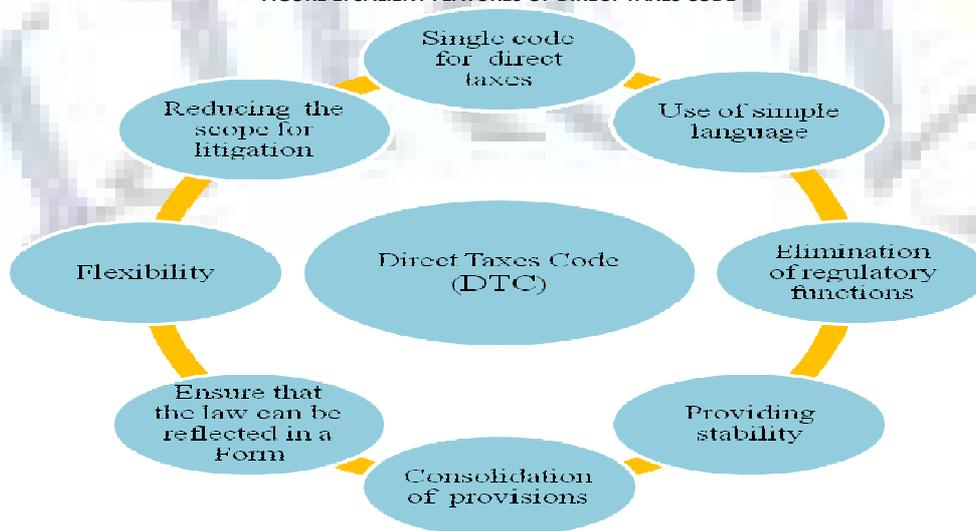 Single code
for direct
taxes
Use of simple
language
Elimination
of regulatory
functions
Providing
stability
Consolidation
of provisions
Ensure that
the law can be
reflected in a
Form
Flexibility
Reducing the
scope for
litigation
Direct Taxes Code
(DTC)